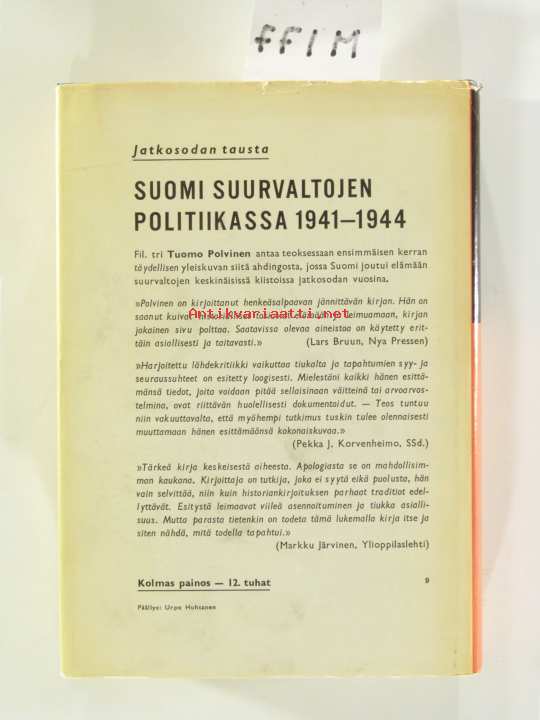 FF1M
Jatkosodan tausta
SUOMI SUURVALTOJEN
POLITIIKASSA 1941—1944
Fil. tri Tuomo Polvinen antaa teoksessaan ensimmäisen kerran
täydellisen yleiskuvan siitä ahdingosta, jossa Suomi joutui elämään
suurvaltojen keskinäisissä kiistoissa jatkosodan vuosina.
»Polvinen on kirjoittanut henkeäsalpaavan jännittävän kirjan. Hän on
saanut kuivat leimuamaan, kirjan
Antikvariaatti.net
jokainen sivu polttaa. Saatavissa olevaa aineistoa on käytetty erit-
täin asiallisesti ja taitavasti.» (Lars Bruun, Nya Pressen)
»Harjoitettu lähdekritiikki vaikuttaa tiukalta ja tapahtumien syy- ja
seuraussuhteet on esitetty loogisesti. Mielestäni kaikki hänen esittä-
mänsä tiedot, joita voidaan pitää sellaisinaan väitteinä tai arvoarvos-
telmina, ovat riittävän huolellisesti dokumentoidut. — Teos tuntuu
niin vakuuttavalta, että myöhempi tutkimus tuskin tulee olennaisesti
muuttamaan hänen esittämäänsä kokonaiskuvaa.»
(Pekka J. Korvenheimo, SSd.)
»Tärkeä kirja keskeisestä aiheesta. Apologiasta se on mahdollisim-
man kaukana. Kirjoittaja on tutkija, joka ei syytä eikä puolusta, hän
vain selvittää, niin kuin historiankirjoituksen parhaat traditiot edel-
lyttävät. Esitystä leimaavat viileä asennoituminen ja tiukka asialli-
suus. Mutta parasta tietenkin on todeta tämä lukemalla kirja itse ja
siten nähdä, mitä todella tapahtui.»
(Markku Järvinen, Ylioppilaslehti)
Kolmas painos — 12. tuhat 9
Päällys: Urpo Huhtanen